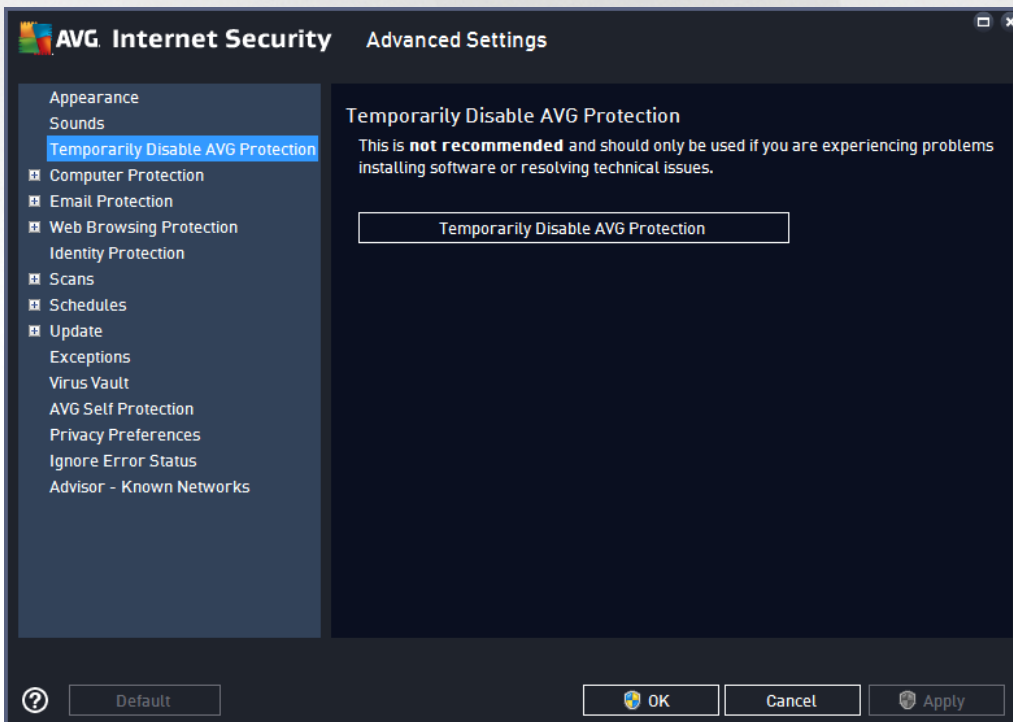 AVG. Internet Security Advanced Settings
Appearance
Sounds
Temporarily Disable AVG Protection
Computer Protection
Email Protection
Web Browsing Protection
Identity Protection
Scans
Schedules
Update
Exceptions
Virus Vault
AVG Self Protection
Privacy Preferences
Ignore Error Status
Advisor - Known Networks
Temporarily Disable AVG Protection
This is not recommended and should only be used if you are experiencing problems
installing software or resolving technical issues.
Temporarily Disable AVG Protection
Default
OK
Cancel
Apply